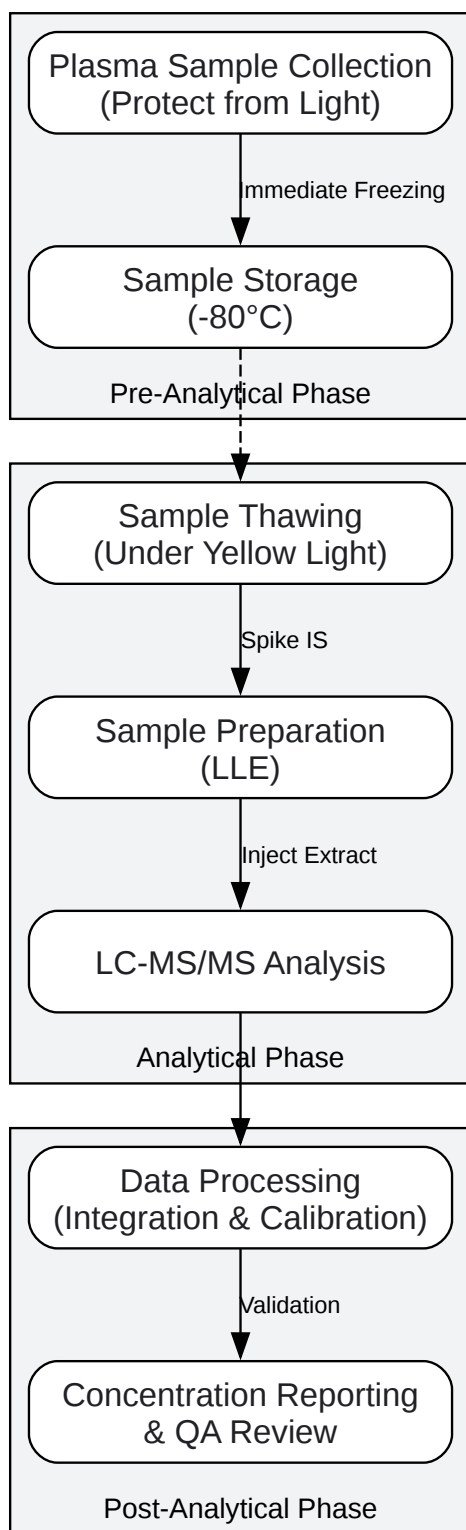 Plasma Sample Collection
(Protect from Light)
Immediate Freezing
Sample Storage
(-80°C)
Pre-Analytical Phase
Sample Thawing
(Under Yellow Light)
Spike IS
Sample Preparation
(LLE)
Inject Extract
LC-MS/MS Analysis
Analytical Phase
Data Processing
(Integration & Calibration)
Validation
Concentration Reporting
& QA Review
Post-Analytical Phase